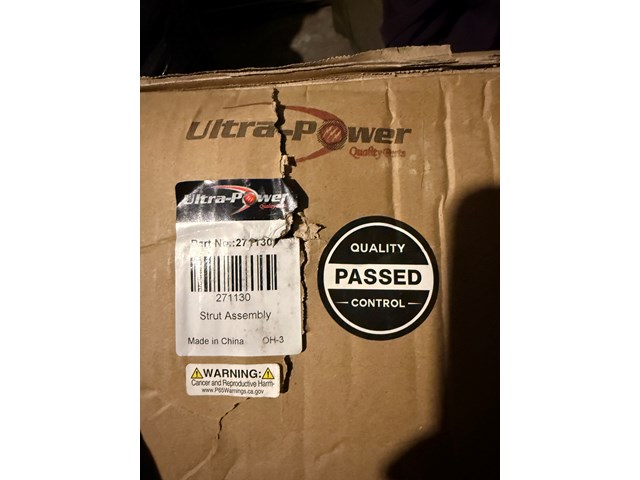 Ultra-Power
Quality Parts
Ultra-Power
Part No.:271130
271130
Strut Assembly
Made in China OH-3
WARNING:
Cancer and Reproductive Harm-
www.P65Warnings.ca.gov
QUALITY
PASSED
CONTROL